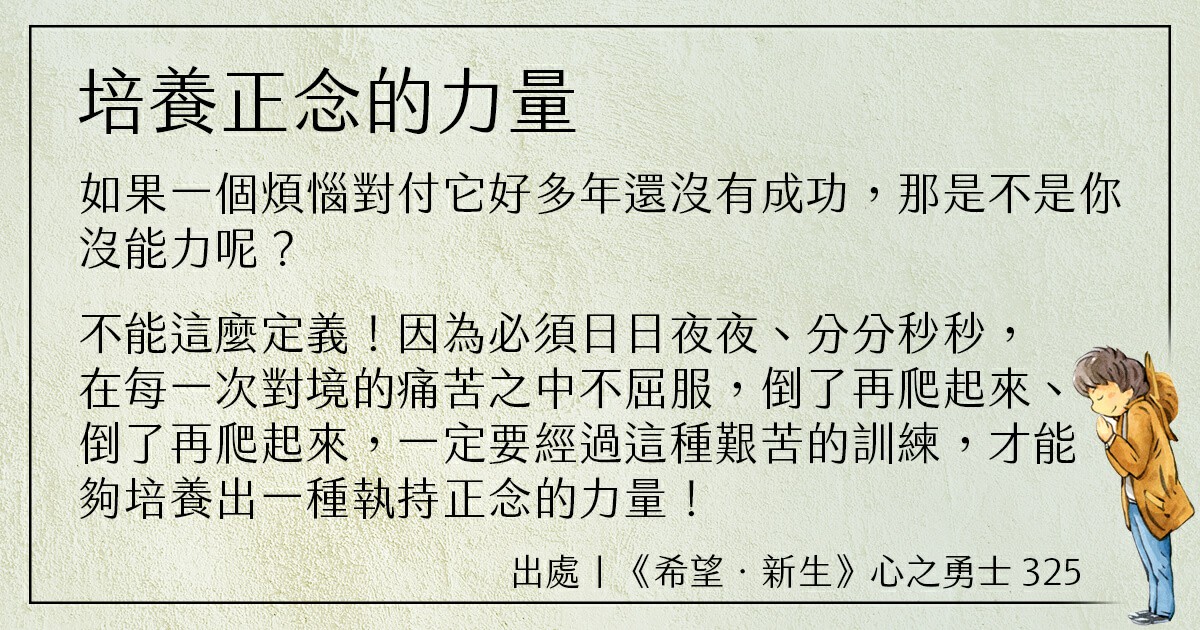 培養正念的力量
如果一個煩惱對付它好多年還沒有成功，那是不是你
沒能力呢？
不能這麼定義！因為必須日日夜夜、分分秒秒，
在每一次對境的痛苦之中不屈服，倒了再爬起來、
倒了再爬起來，一定要經過這種艱苦的訓練，才能
夠培養出一種執持正念的力量！
出處｜《希望．新生》心之勇士 325